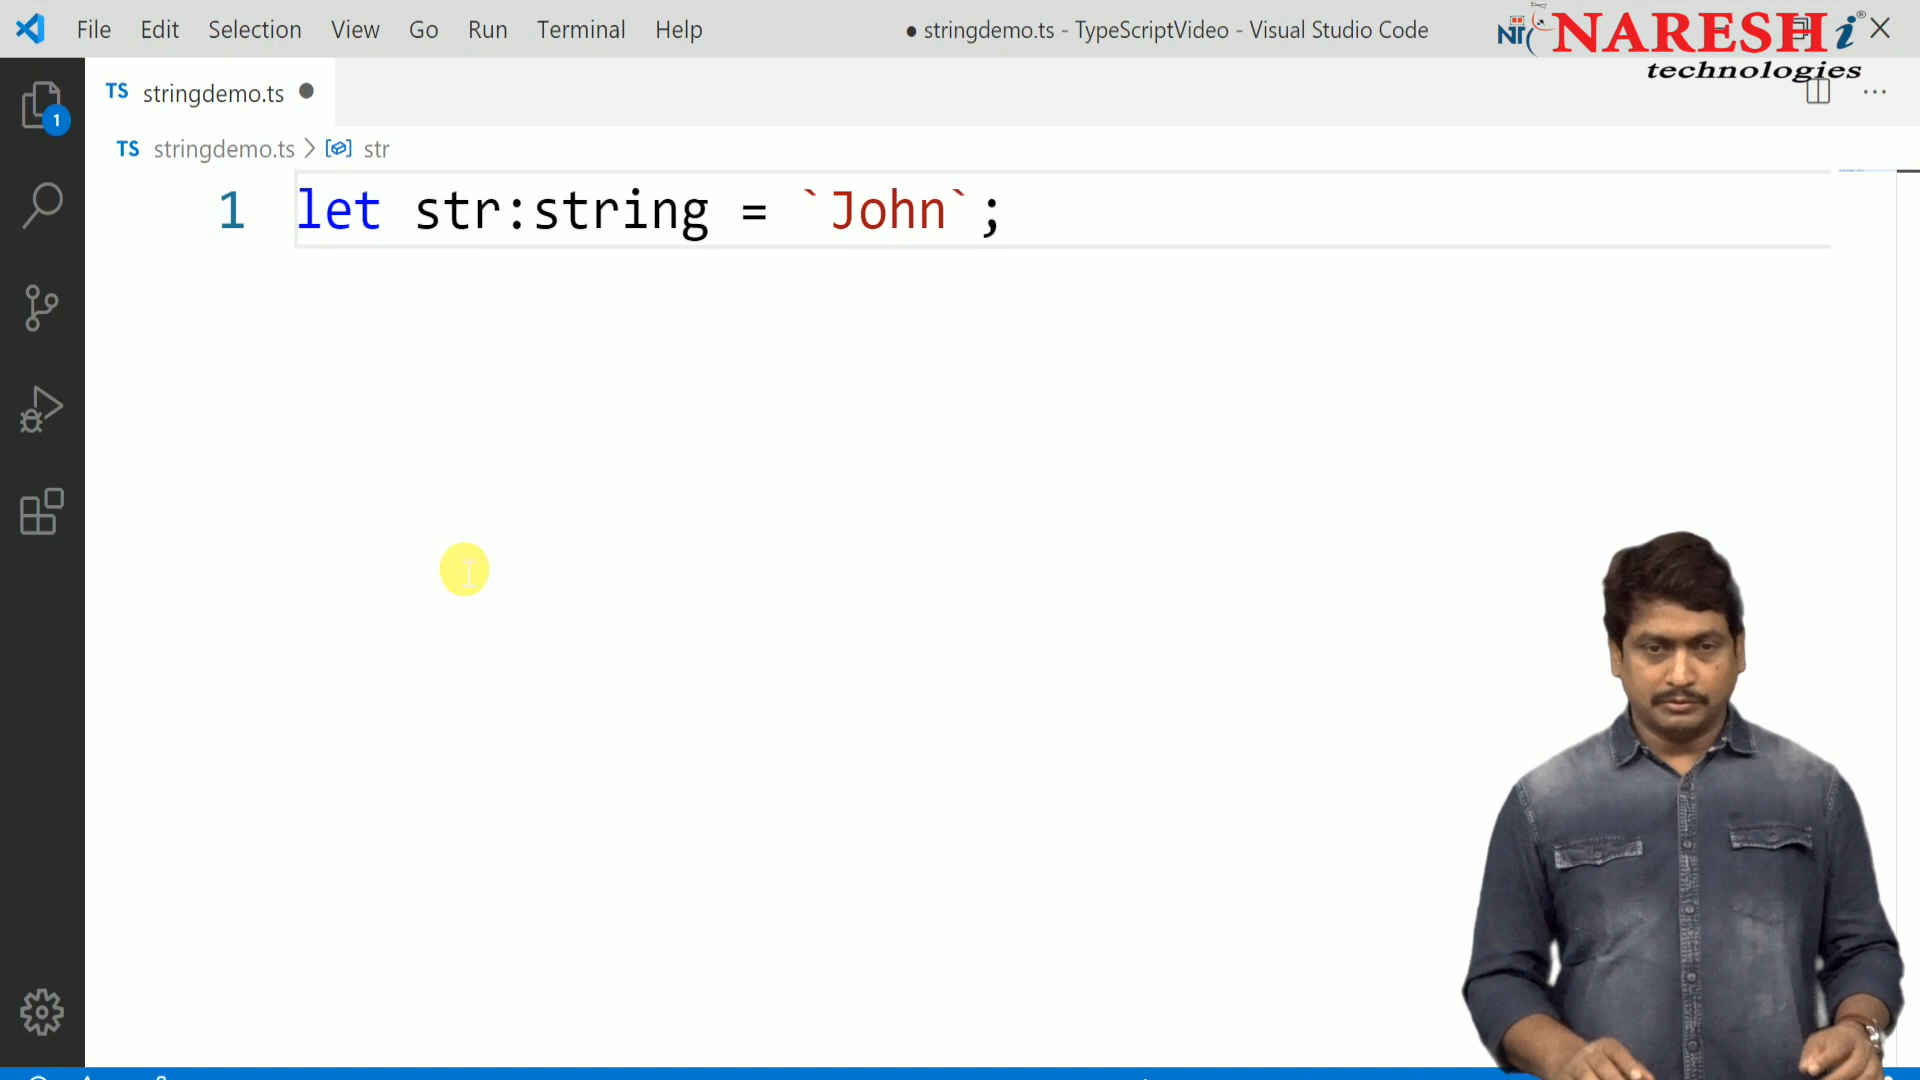 File Edit Selection View Go Run Terminal Help
● stringdemo.ts - TypeScriptVideo - Visual Studio Code
NARESH i ®
technologies
TS stringdemo.ts ●
1
TS stringdemo.ts > str
1 let str:string = `John`;